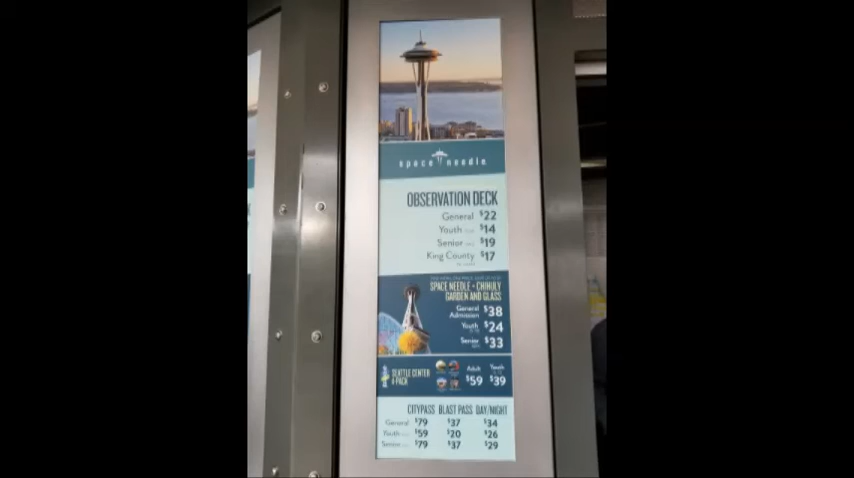 space needle
OBSERVATION DECK
General $22
Youth $14
Senior $19
King County $17
SPACE NEEDLE + CHIHULY
GARDEN AND GLASS
General
Admission $38
Youth $24
Senior $33
SEATTLE CENTER
Adult Youth
$59 $39
CITYPASS BLAST PASS DAY/NIGHT
General $79 $37 $34
Youth $59 $20 $26
Senior $79 $37 $29